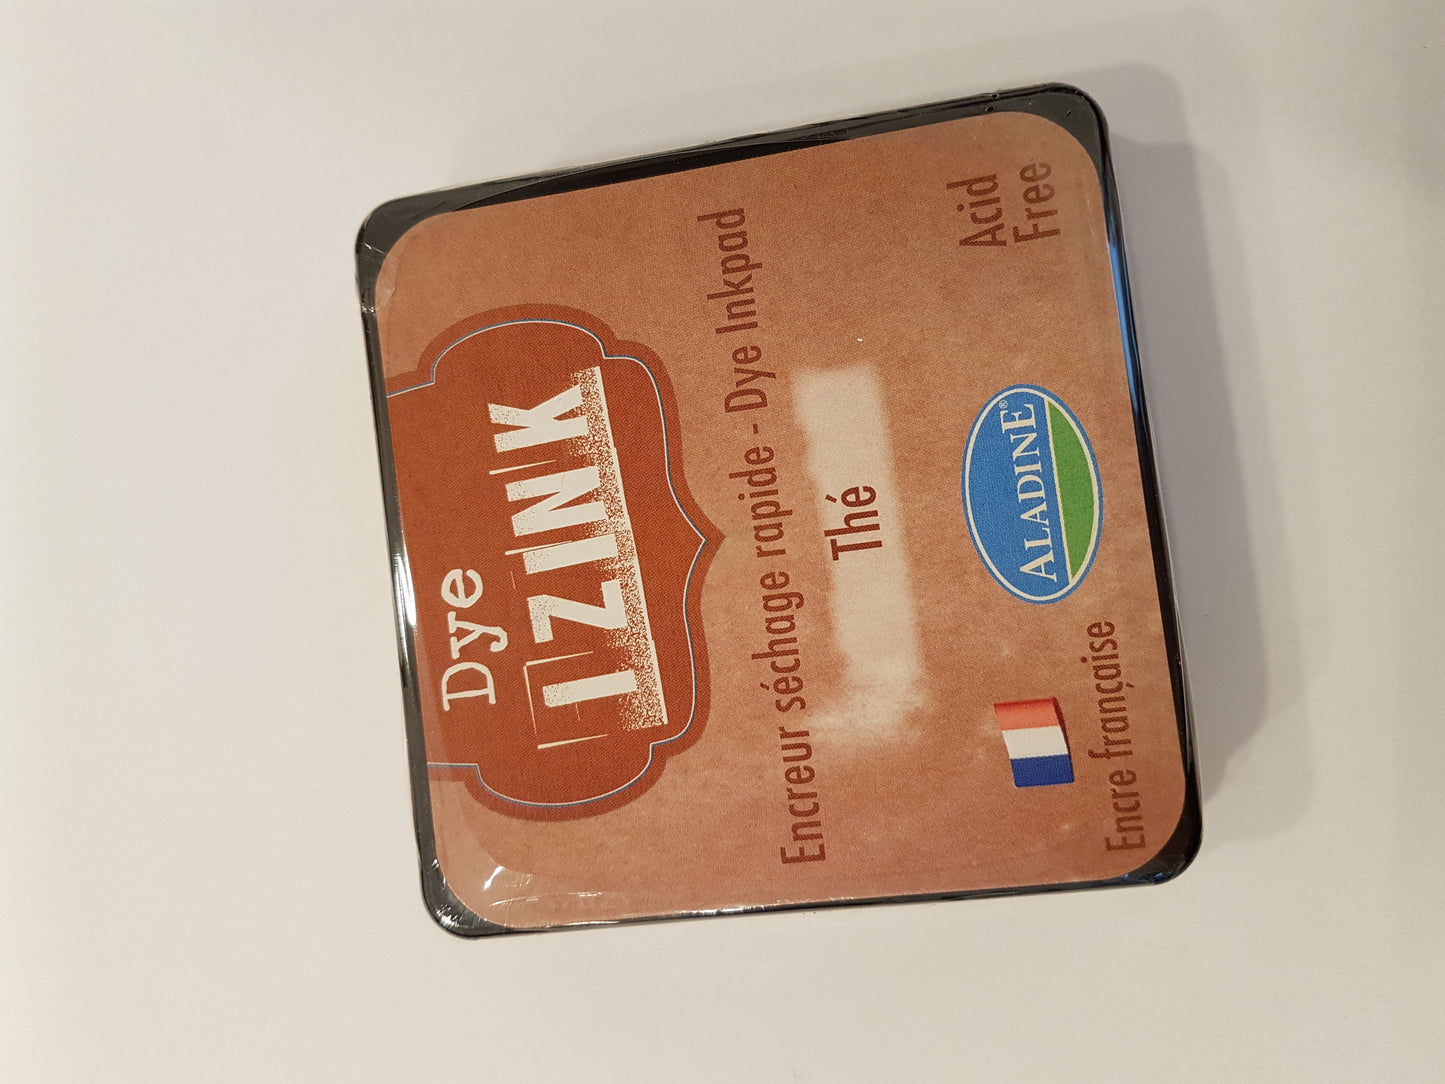 Dye
IZINK
Encreur séchage rapide - Dye Inkpad
Thé
Encre française
ALADINE®
Acid
Free